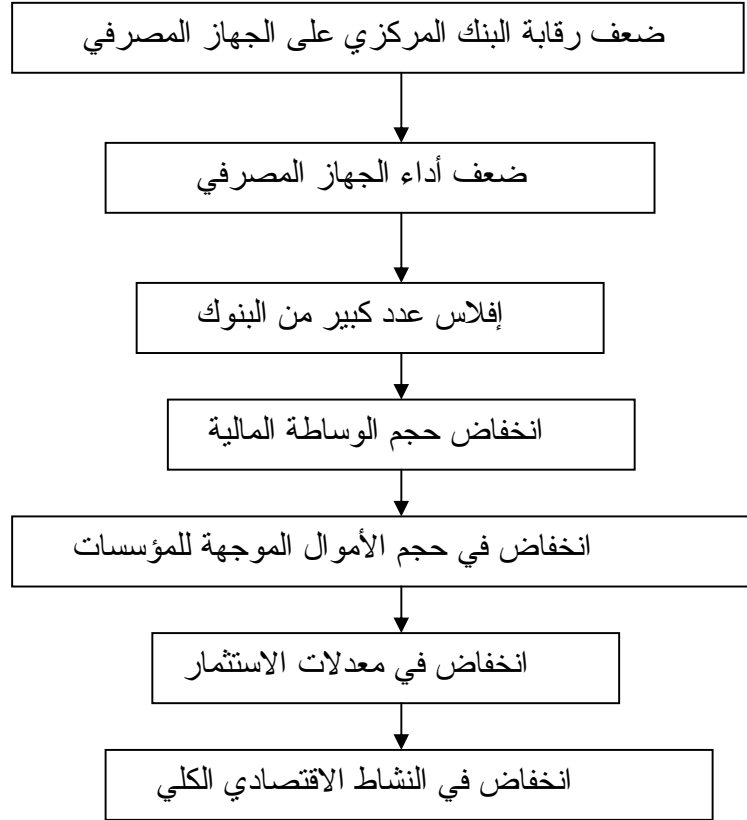 ضعف رقابة البنك المركزي على الجهاز المصرفي
ضعف أداء الجهاز المصرفي
إفلاس عدد كبير من البنوك
انخفاض حجم الوساطة المالية
انخفاض في حجم الأموال الموجهة للمؤسسات
انخفاض في معدلات الاستثمار
انخفاض في النشاط الاقتصادي الكلي